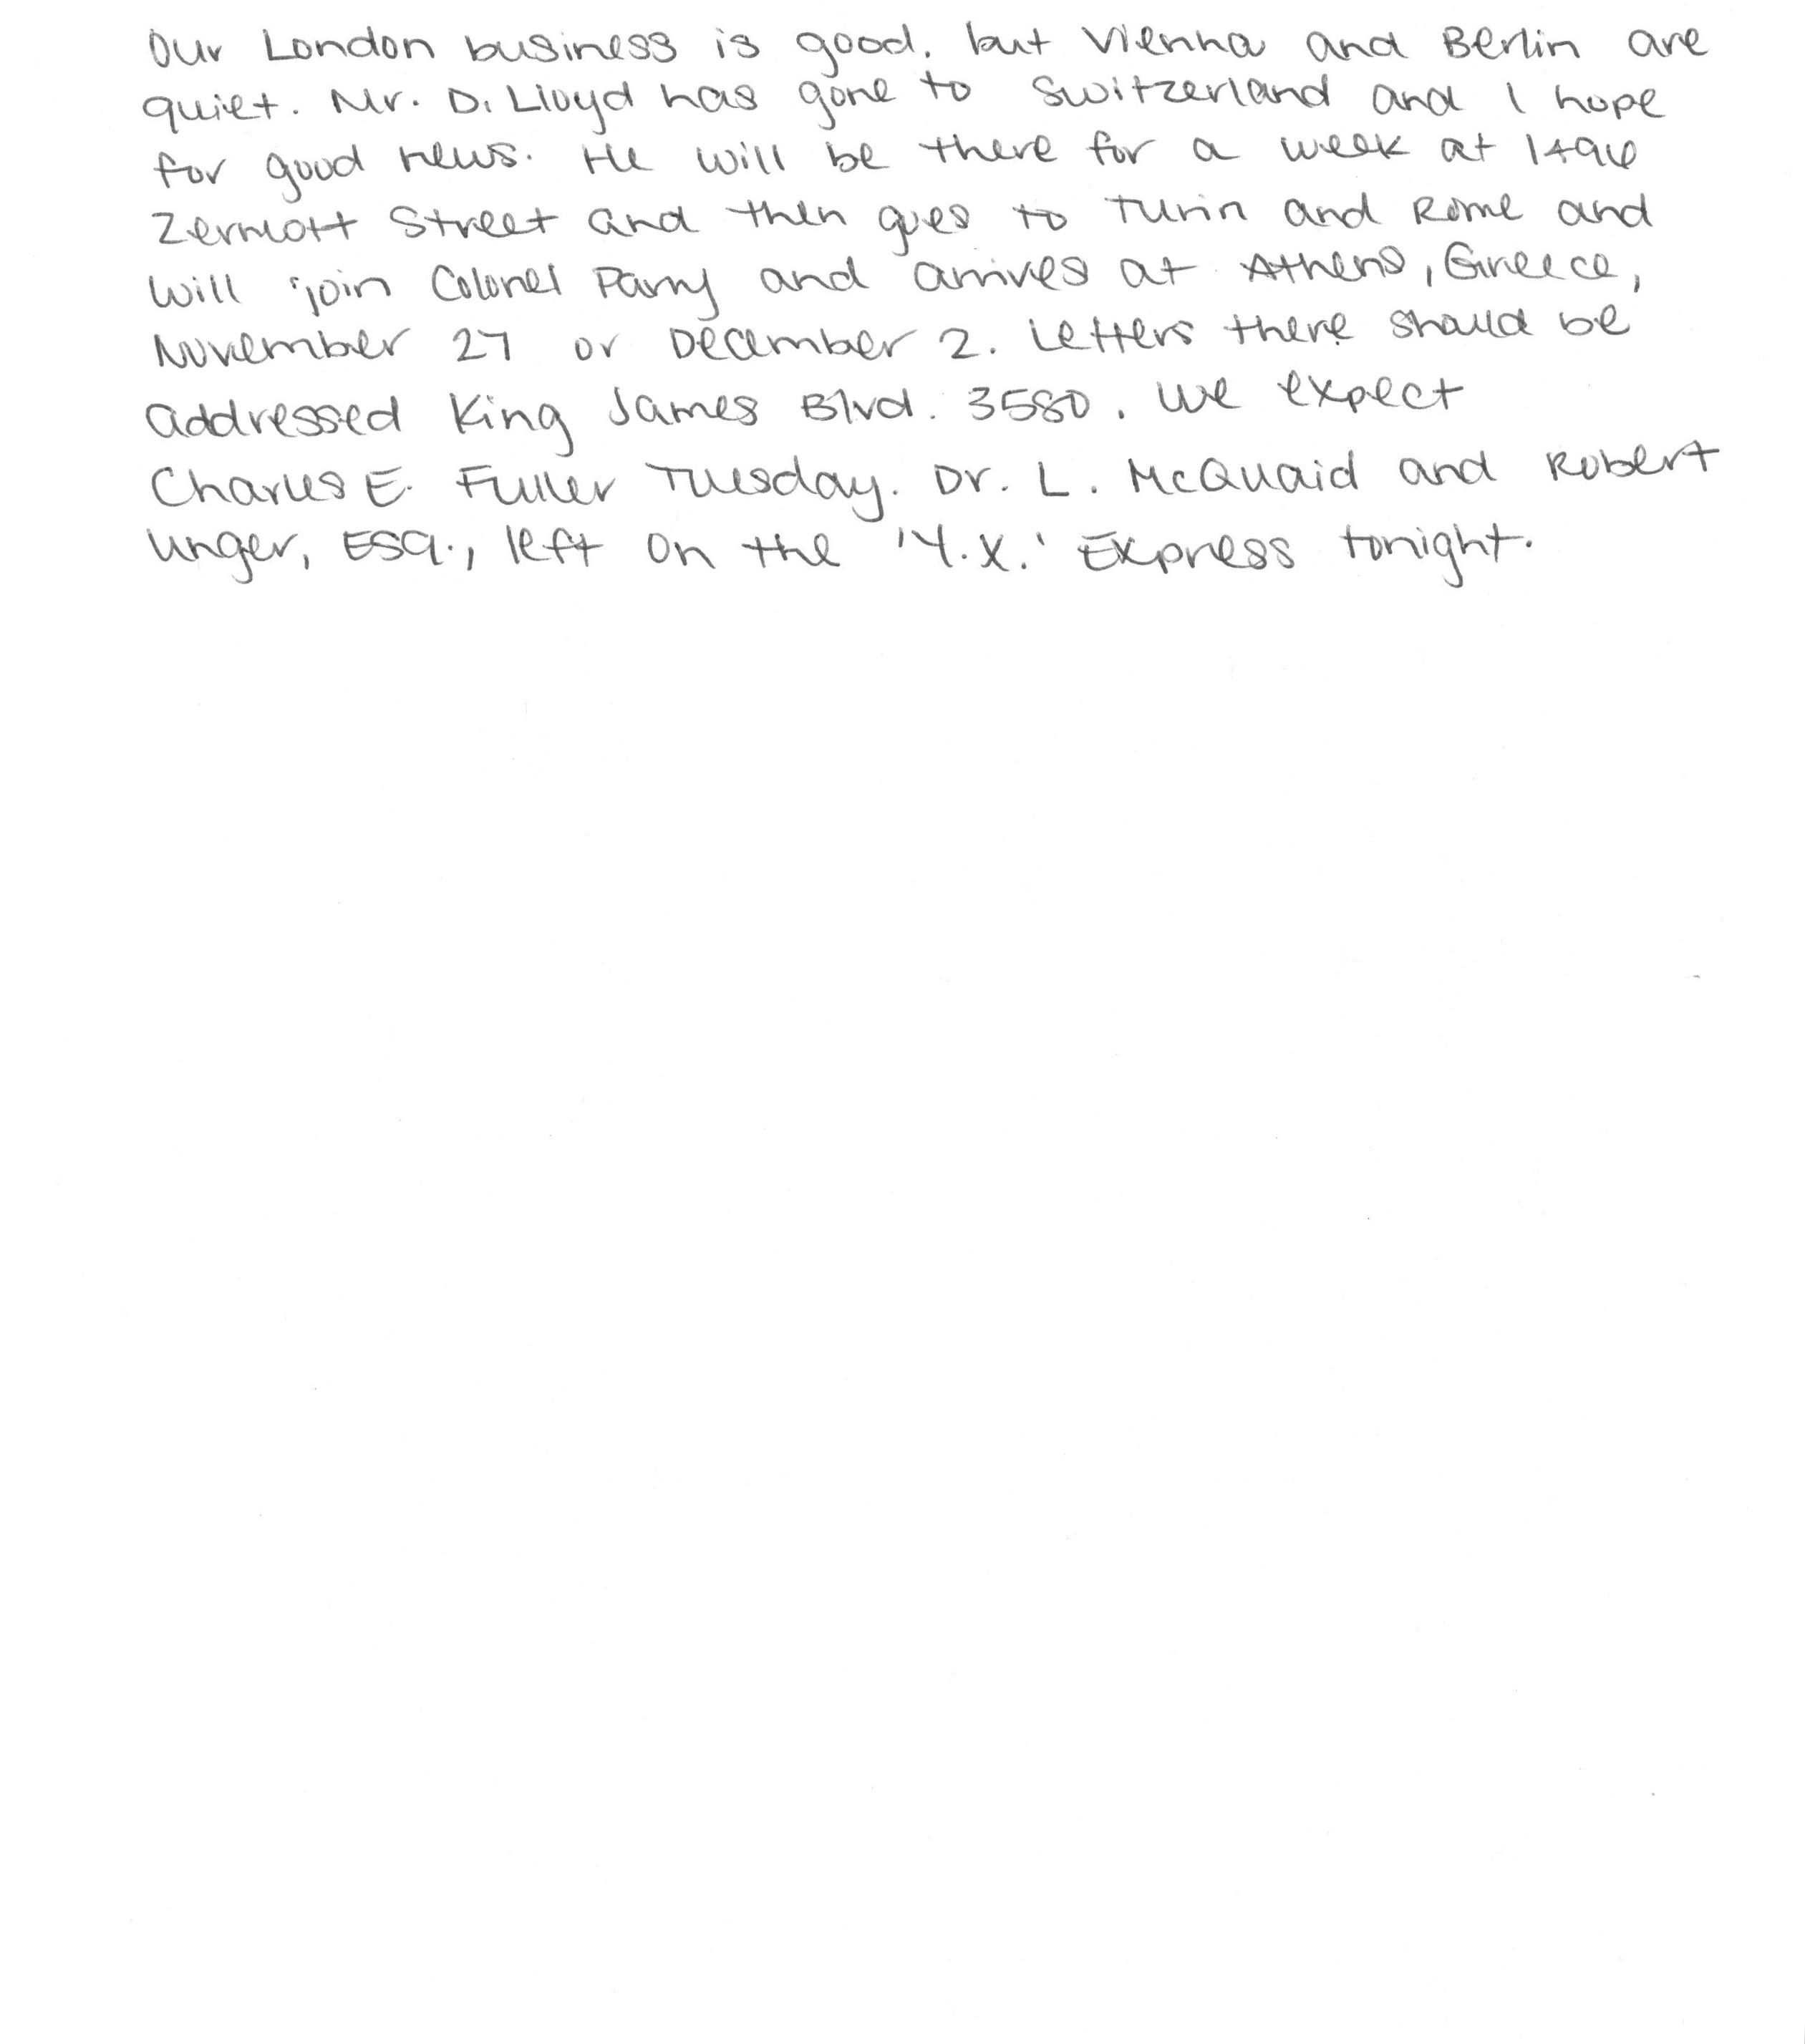 Our London business is good, but Vienna and Berlin are
quiet. Mr. D. Lloyd has gone to Switzerland and I hope
for good news. He will be there for a week at 1496
Zermott Street and then goes to Turin and Rome and
will join Colonel Parry and arrives at Athens, Greece,
November 27 or December 2. Letters there should be
addressed King James Blvd. 3580. We expect
Charles E. Fuller Tuesday. Dr. L. McQuaid and Robert
Unger, Esq., left on the 'Y.X.' Express tonight.